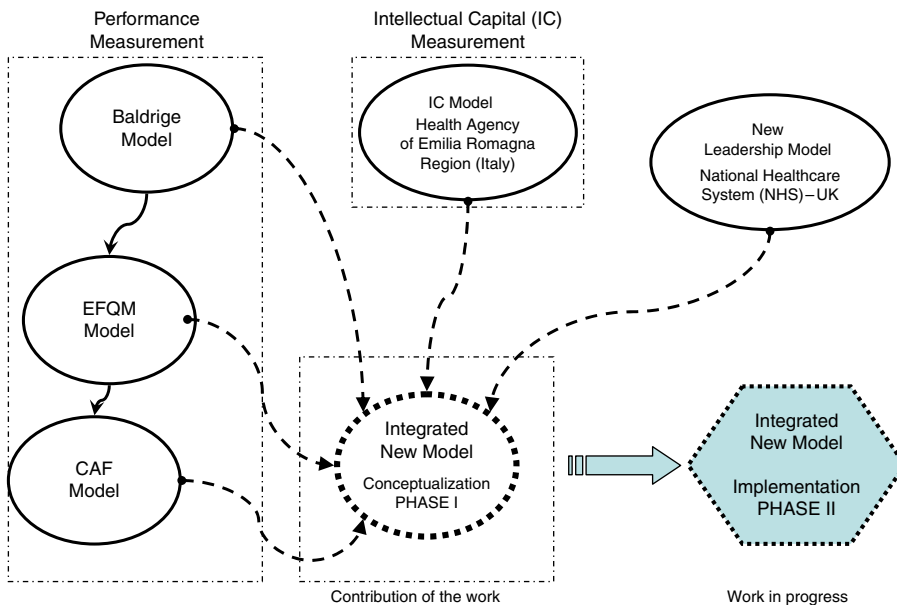 Performance
Measurement
Intellectual Capital (IC)
Measurement
Baldrige
Model
IC Model
Health Agency
of Emilia Romagna
Region (Italy)
New
Leadership Model
National Healthcare
System (NHS)–UK
EFQM
Model
CAF
Model
Integrated
New Model
Conceptualization
PHASE I
Integrated
New Model
Implementation
PHASE II
Contribution of the work
Work in progress